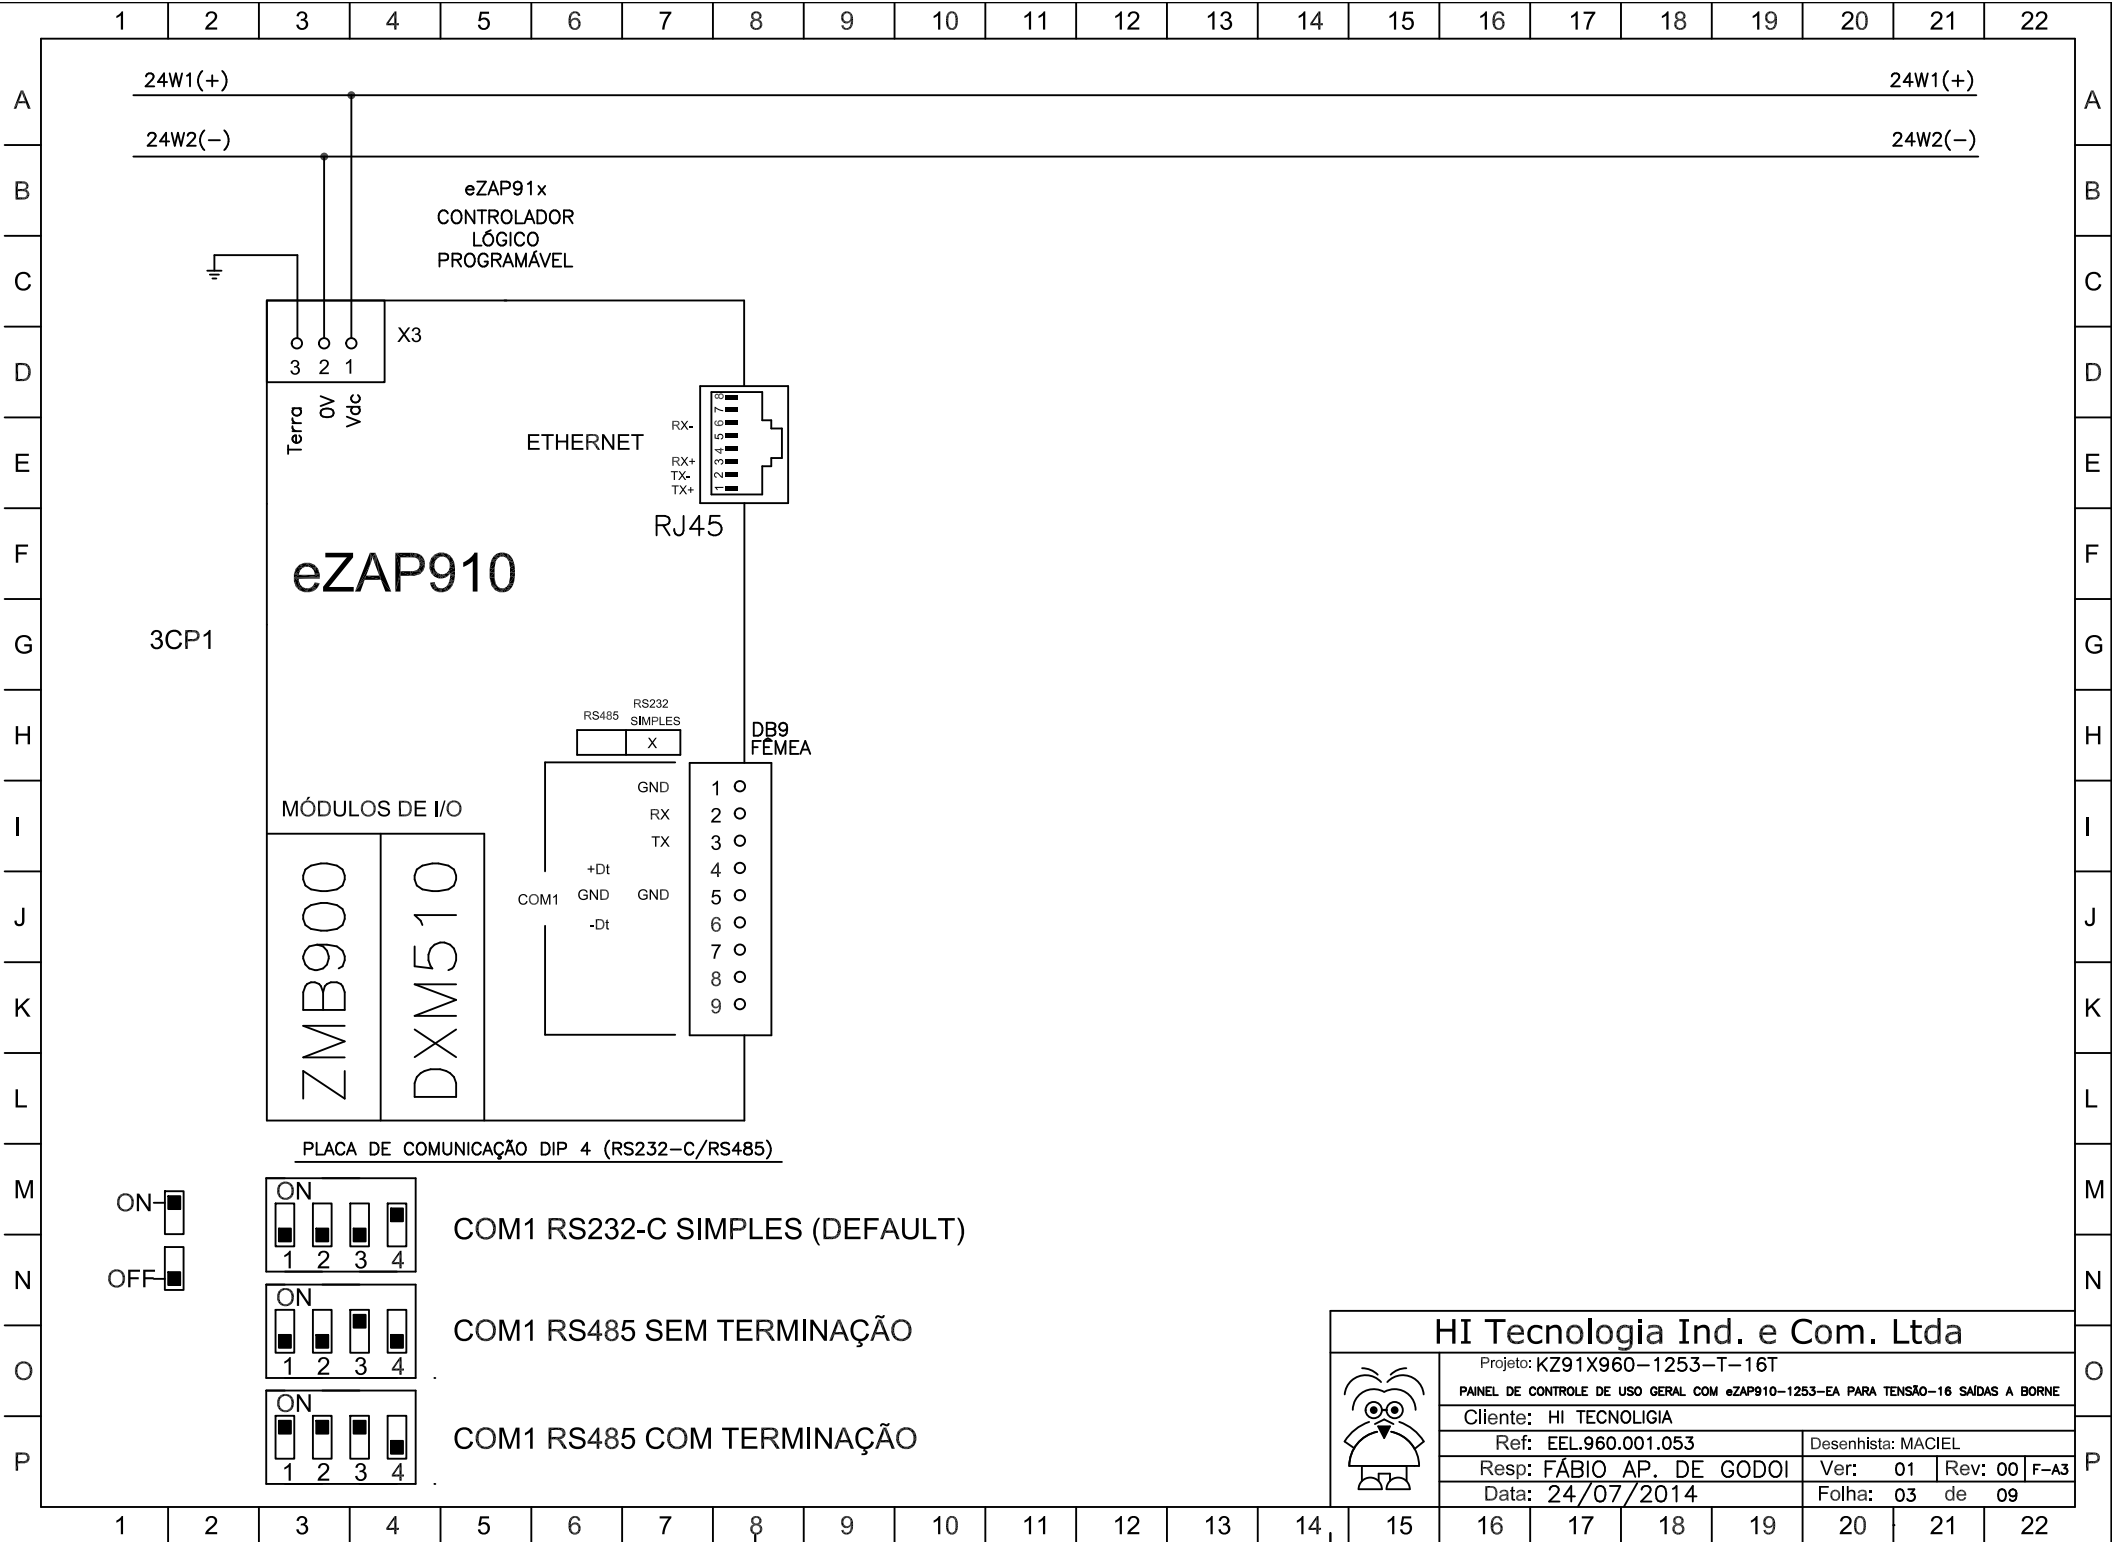 1 2 3 4 5 6 7 8 9 10 11 12 13 14 15 16 17 18 19 20 21 22
A
B
C
D
E
F
G
H
I
J
K
L
M
N
O
P
24W1(+) 24W1(+)
24W2(-) 24W2(-)
eZAP91x
CONTROLADOR
LÓGICO
PROGRAMÁVEL
X3
3 2 1
Terra
0V
Vdc
ETHERNET
8
7
RX- 6
5
4
RX+ 3
TX- 2
TX+ 1
RJ45
eZAP910
3CP1
RS485
RS232
SIMPLES
X
DB9
FÊMEA
GND 1
RX 2
TX 3
+Dt 4
COM1 GND GND 5
-Dt 6
7
8
9
MÓDULOS DE I/O
ZMB900
DXM510
PLACA DE COMUNICAÇÃO DIP 4 (RS232-C/RS485)
ON
OFF
ON
1 2 3 4
COM1 RS232-C SIMPLES (DEFAULT)
ON
1 2 3 4
COM1 RS485 SEM TERMINAÇÃO
ON
1 2 3 4
COM1 RS485 COM TERMINAÇÃO
HI Tecnologia Ind. e Com. Ltda
Projeto: KZ91X960-1253-T-16T
PAINEL DE CONTROLE DE USO GERAL COM eZAP910-1253-EA PARA TENSÃO-16 SAÍDAS A BORNE
Cliente: HI TECNOLIGIA
Ref: EEL.960.001.053 Desenhista: MACIEL
Resp: FÁBIO AP. DE GODOI Ver: 01 Rev: 00 F-A3
Data: 24/07/2014 Folha: 03 de 09
A
B
C
D
E
F
G
H
I
J
K
L
M
N
O
P
1 2 3 4 5 6 7 8 9 10 11 12 13 14 15 16 17 18 19 20 21 22